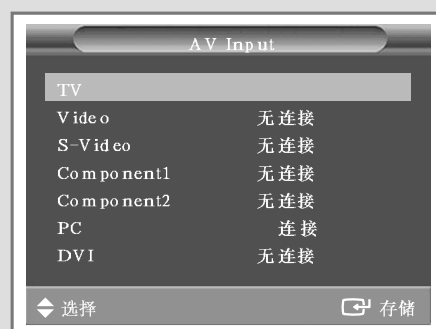 AV Input
TV
Video 无连接
S-Video 无连接
Component1 无连接
Component2 无连接
PC 连接
DVI 无连接
选择 存储